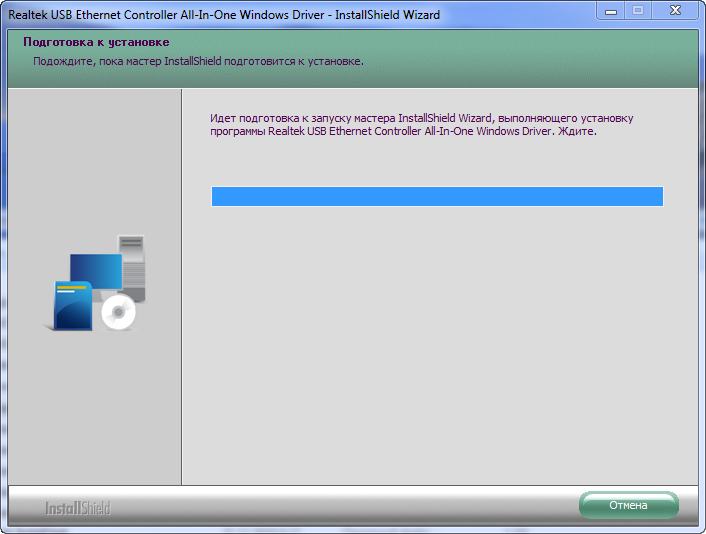 Realtek USB Ethernet Controller All-In-One Windows Driver - InstallShield Wizard
Подготовка к установке
Подождите, пока мастер InstallShield подготовится к установке.
Идет подготовка к запуску мастера InstallShield Wizard, выполняющего установку
программы Realtek USB Ethernet Controller All-In-One Windows Driver. Ждите.
InstallShield
Отмена